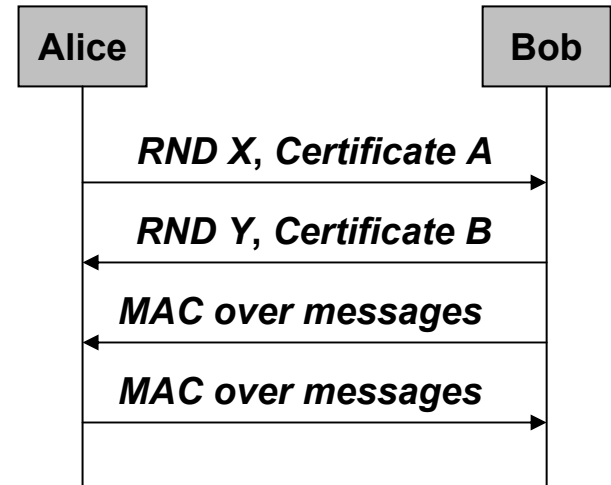 Alice
Bob
RND X, Certificate A
RND Y, Certificate B
MAC over messages
MAC over messages